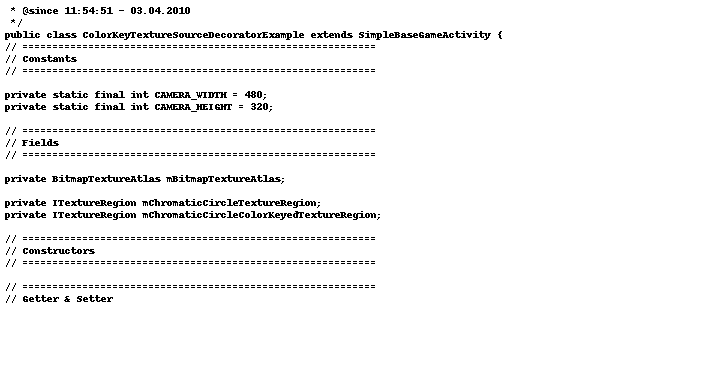 * @since 11:54:51 - 03.04.2010
*/
public class ColorKeyTextureSourceDecoratorExample extends SimpleBaseGameActivity {
// ===========================================================
// Constants
// ===========================================================
private static final int CAMERA_WIDTH = 480;
private static final int CAMERA_HEIGHT = 320;
// ===========================================================
// Fields
// ===========================================================
private BitmapTextureAtlas mBitmapTextureAtlas;
private ITextureRegion mChromaticCircleTextureRegion;
private ITextureRegion mChromaticCircleColorKeyedTextureRegion;
// ===========================================================
// Constructors
// ===========================================================
// ===========================================================
// Getter & Setter